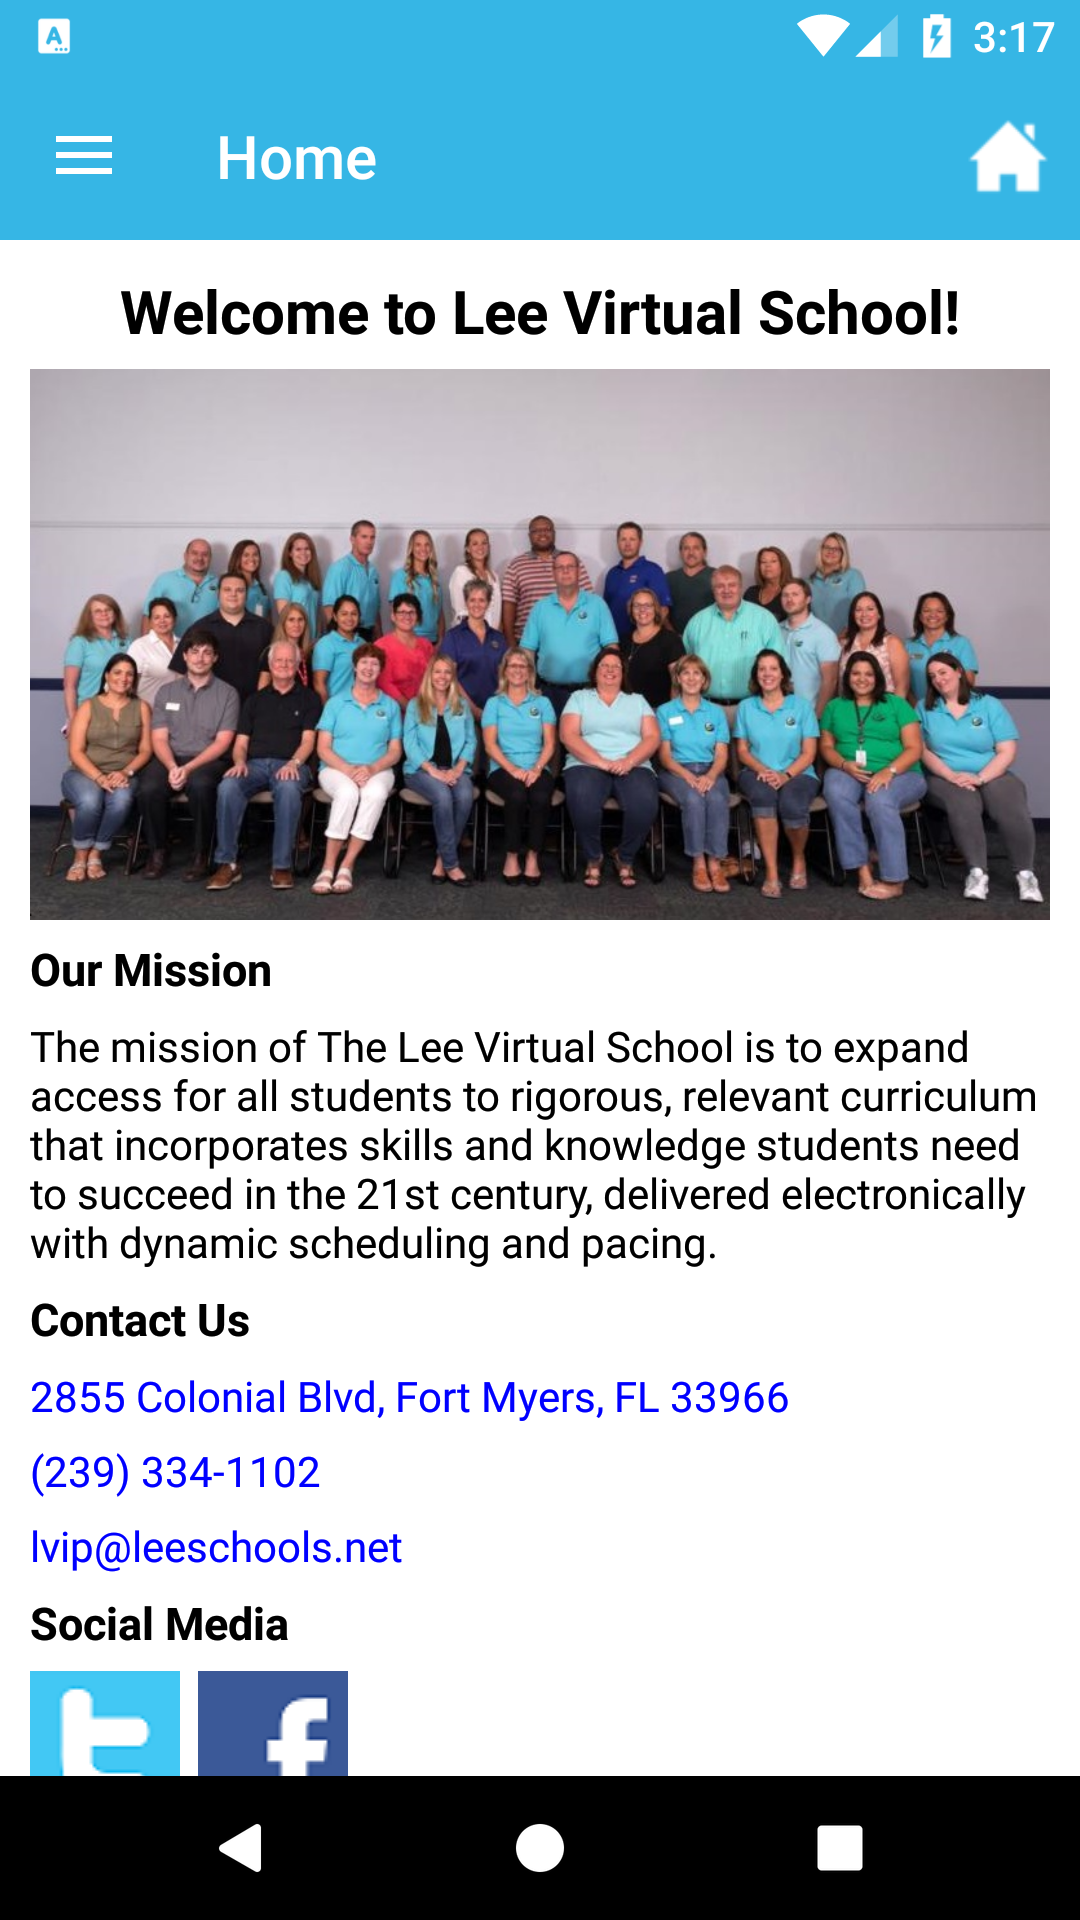 3:17
Home
Welcome to Lee Virtual School!
Our Mission
The mission of The Lee Virtual School is to expand
access for all students to rigorous, relevant curriculum
that incorporates skills and knowledge students need
to succeed in the 21st century, delivered electronically
with dynamic scheduling and pacing.
Contact Us
2855 Colonial Blvd, Fort Myers, FL 33966
(239) 334-1102
lvip@leeschools.net
Social Media